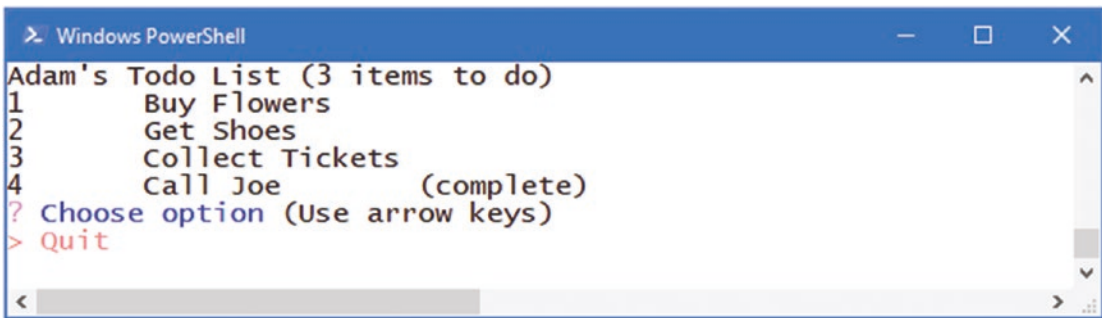 Windows PowerShell
Adam's Todo List (3 items to do)
1 Buy Flowers
2 Get Shoes
3 Collect Tickets
4 Call Joe (complete)
? Choose option (Use arrow keys)
> Quit